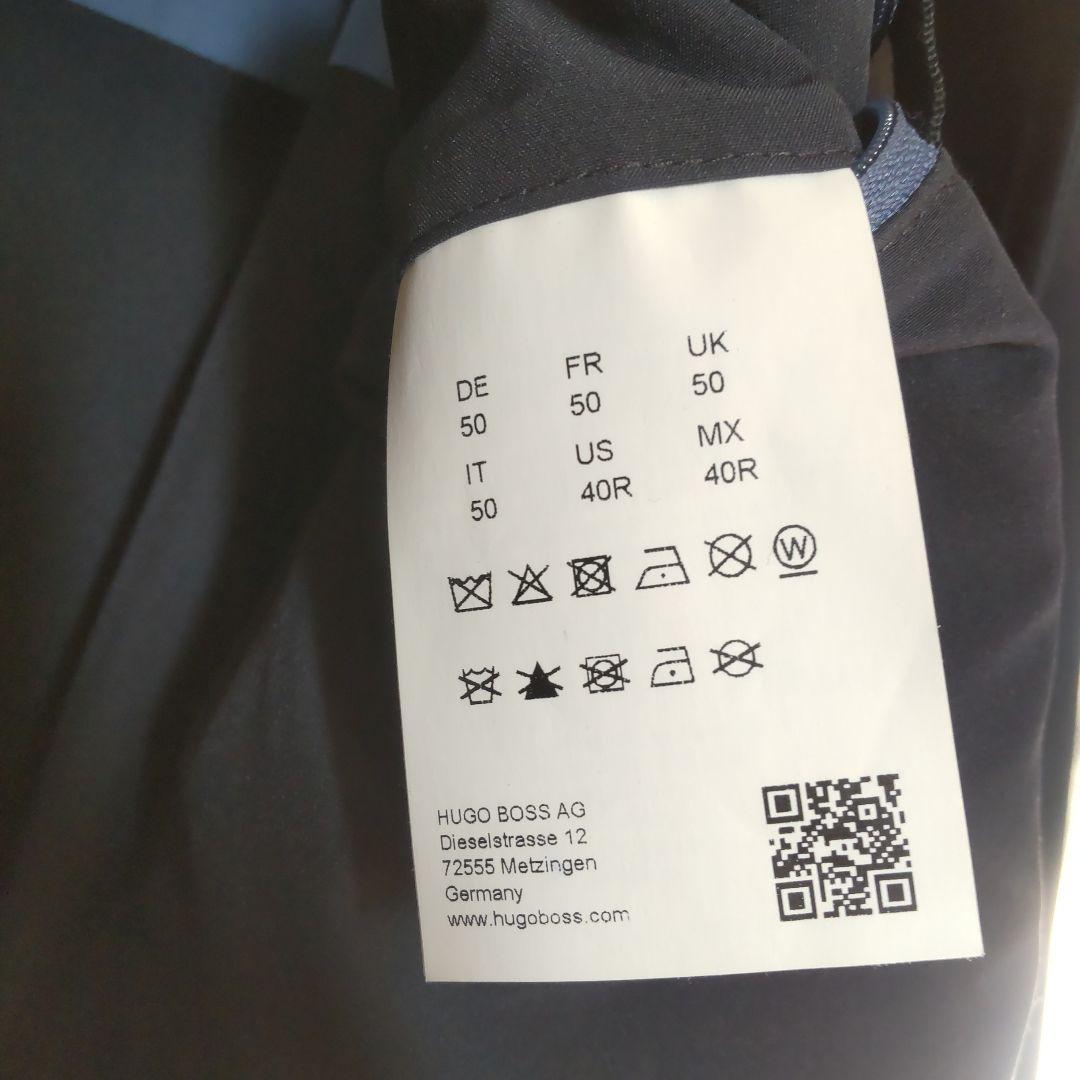 DE FR UK
50 50 50
IT US MX
50 40R 40R
W
HUGO BOSS AG
Dieselstrasse 12
72555 Metzingen
Germany
www.hugoboss.com